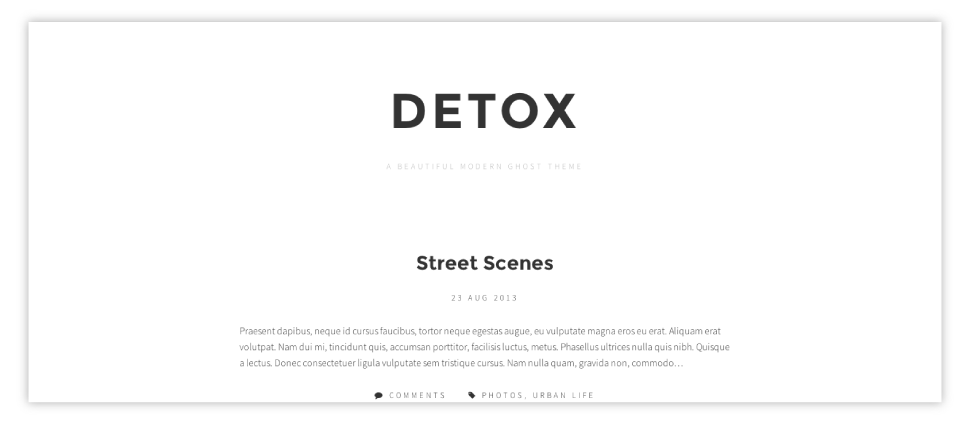 DETOX
A BEAUTIFUL MODERN GHOST THEME
Street Scenes
23 AUG 2013
Praesent dapibus, neque id cursus faucibus, tortor neque egestas augue, eu vulputate magna eros eu erat. Aliquam erat
volutpat. Nam dui mi, tincidunt quis, accumsan porttitor, facilisis luctus, metus. Phasellus ultrices nulla quis nibh. Quisque
a lectus. Donec consectetuer ligula vulputate sem tristique cursus. Nam nulla quam, gravida non, commodo…
COMMENTS PHOTOS, URBAN LIFE